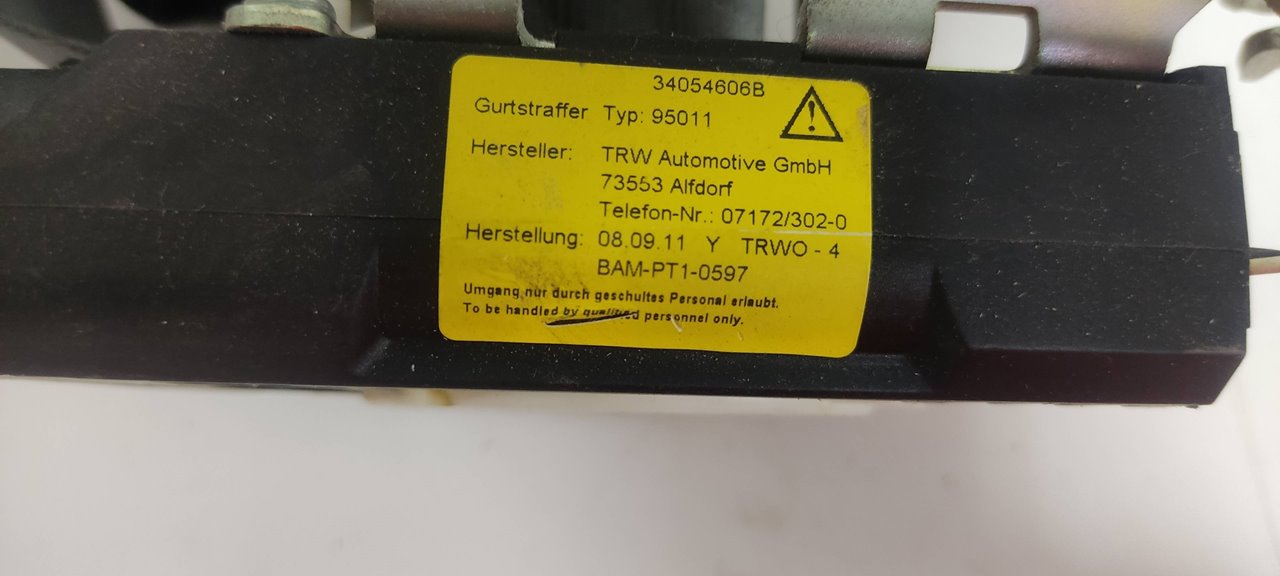 34054606B
Gurtstraffer Typ: 95011
Hersteller: TRW Automotive GmbH
73553 Alfdorf
Telefon-Nr.: 07172/302-0
Herstellung: 08.09.11 Y TRWO - 4
BAM-PT1-0597
Umgang nur durch geschultes Personal erlaubt.
To be handled by qualified personnel only.